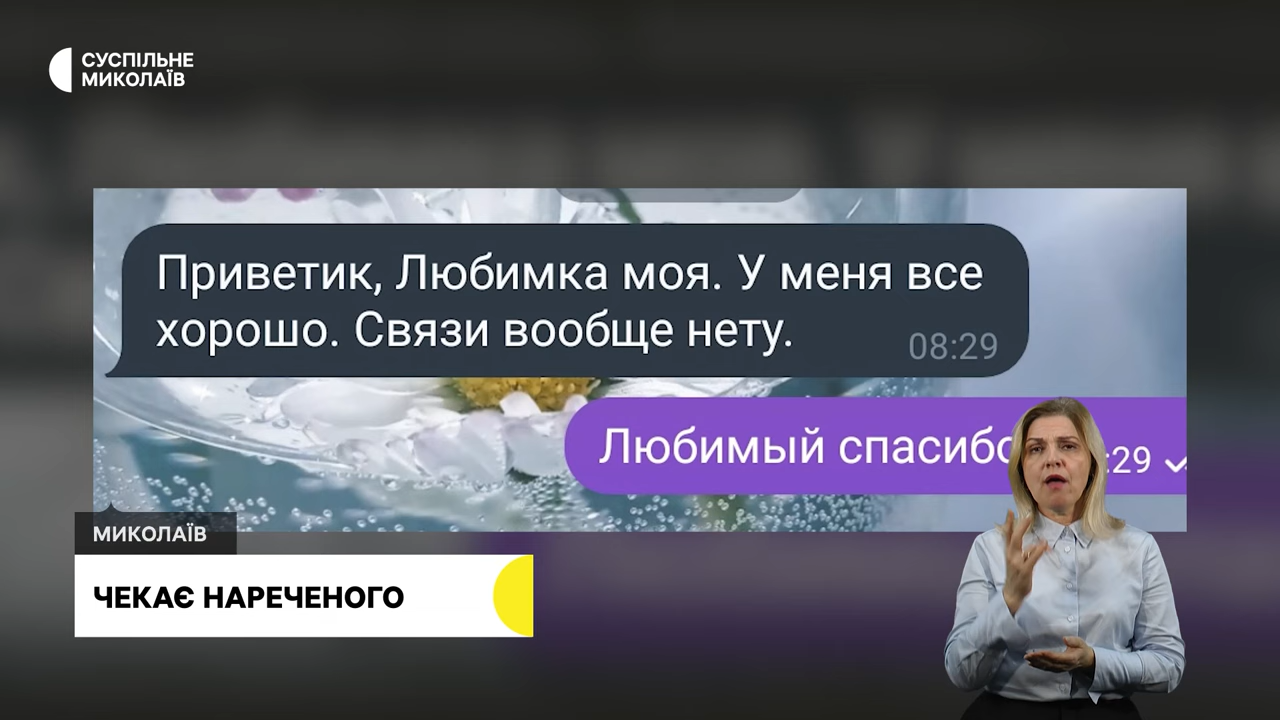 СУСПІЛЬНЕ
МИКОЛАЇВ
Приветик, Любимка моя. У меня все
хорошо. Связи вообще нету.
08:29
Любимый спасибо
:29
МИКОЛАЇВ
ЧЕКАЄ НАРЕЧЕНОГО